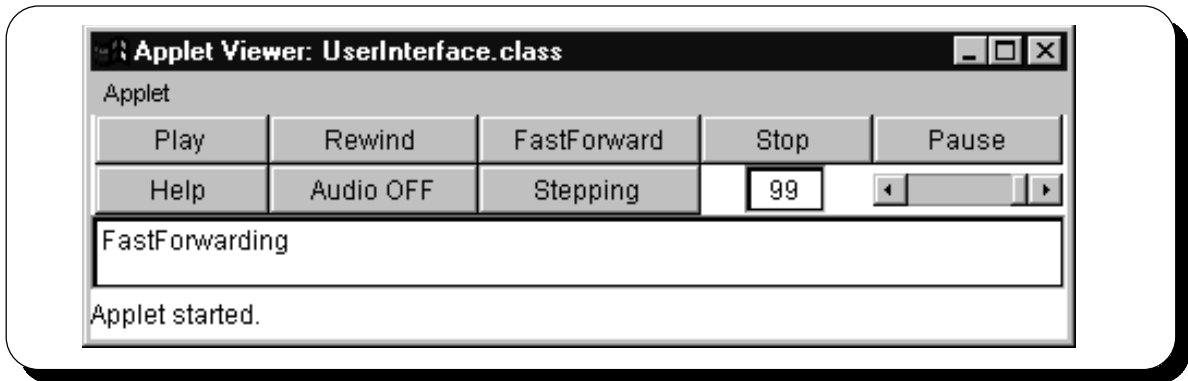 Applet Viewer: UserInterface.class
Applet
Play Rewind FastForward Stop Pause
Help Audio OFF Stepping 99
FastForwarding
Applet started.